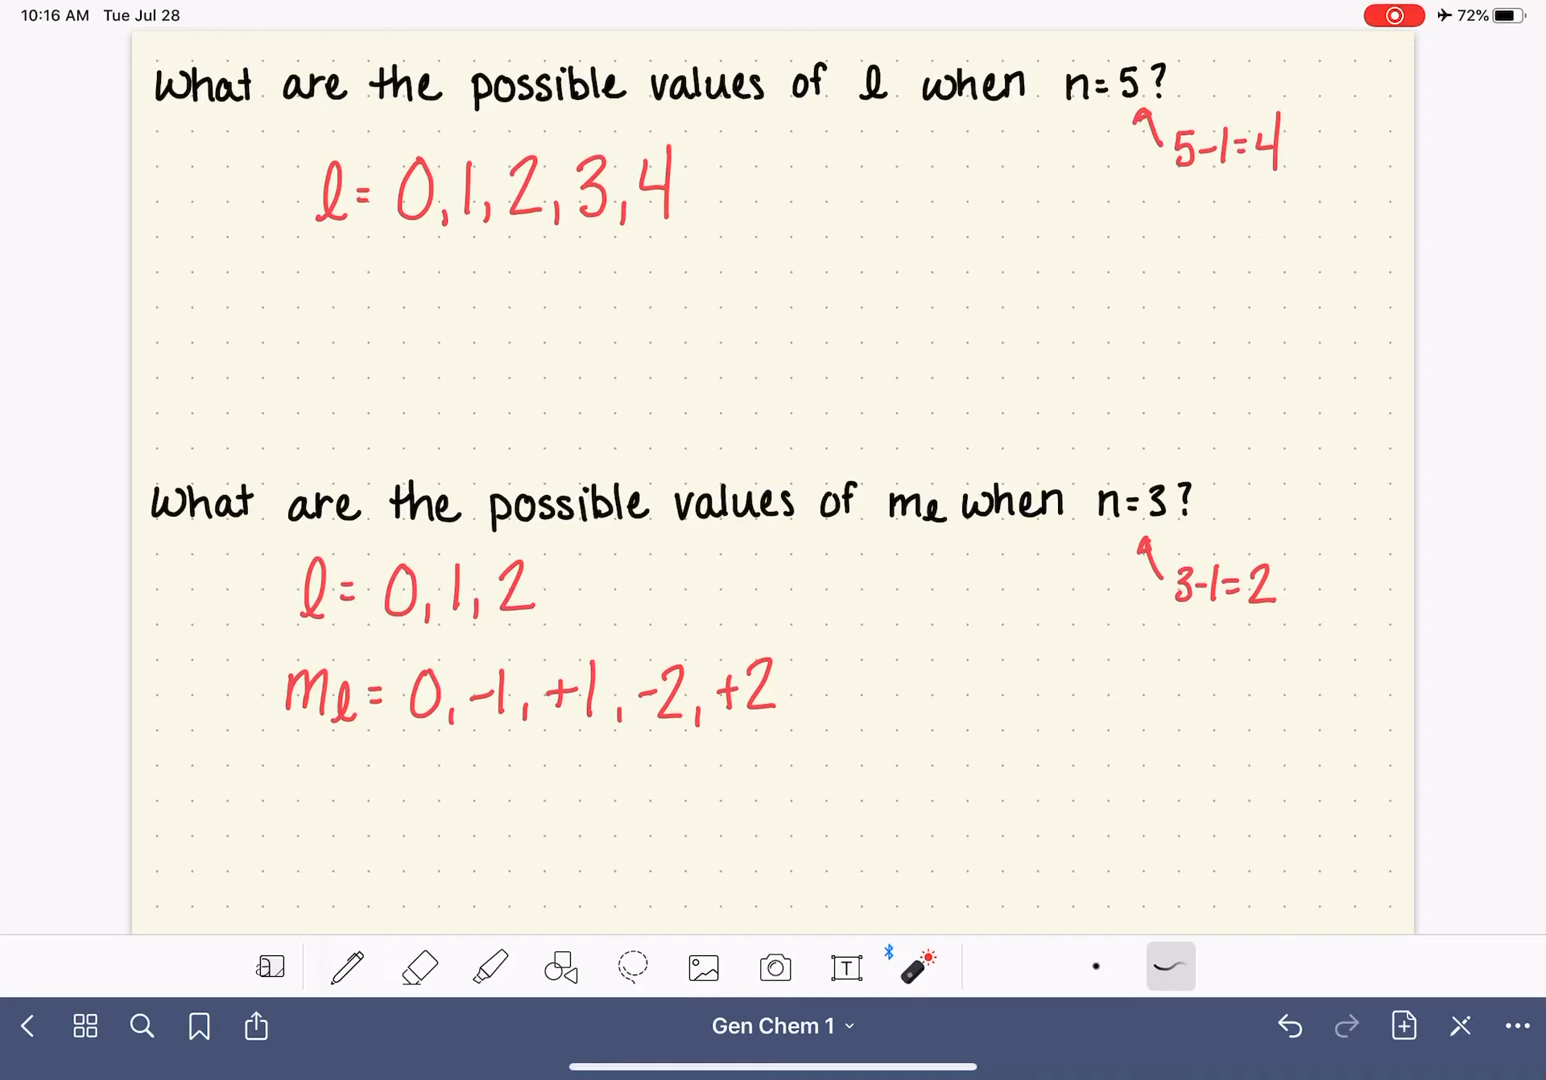 10:16 AM Tue Jul 28
72%
What are the possible values of l when n=5?
5-1=4
l= 0,1,2,3,4
What are the possible values of mₗ when n=3?
l= 0,1,2
3-1=2
mₗ= 0,-1,+1,-2,+2
T
Gen Chem 1